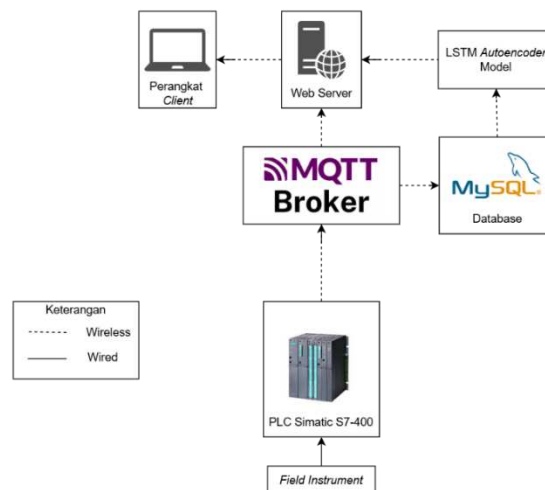 Perangkat
Client
Web Server
LSTM Autoencoder
Model
MQTT
Broker
MySQL
Database
Keterangan
Wireless
Wired
PLC Simatic S7-400
Field Instrument